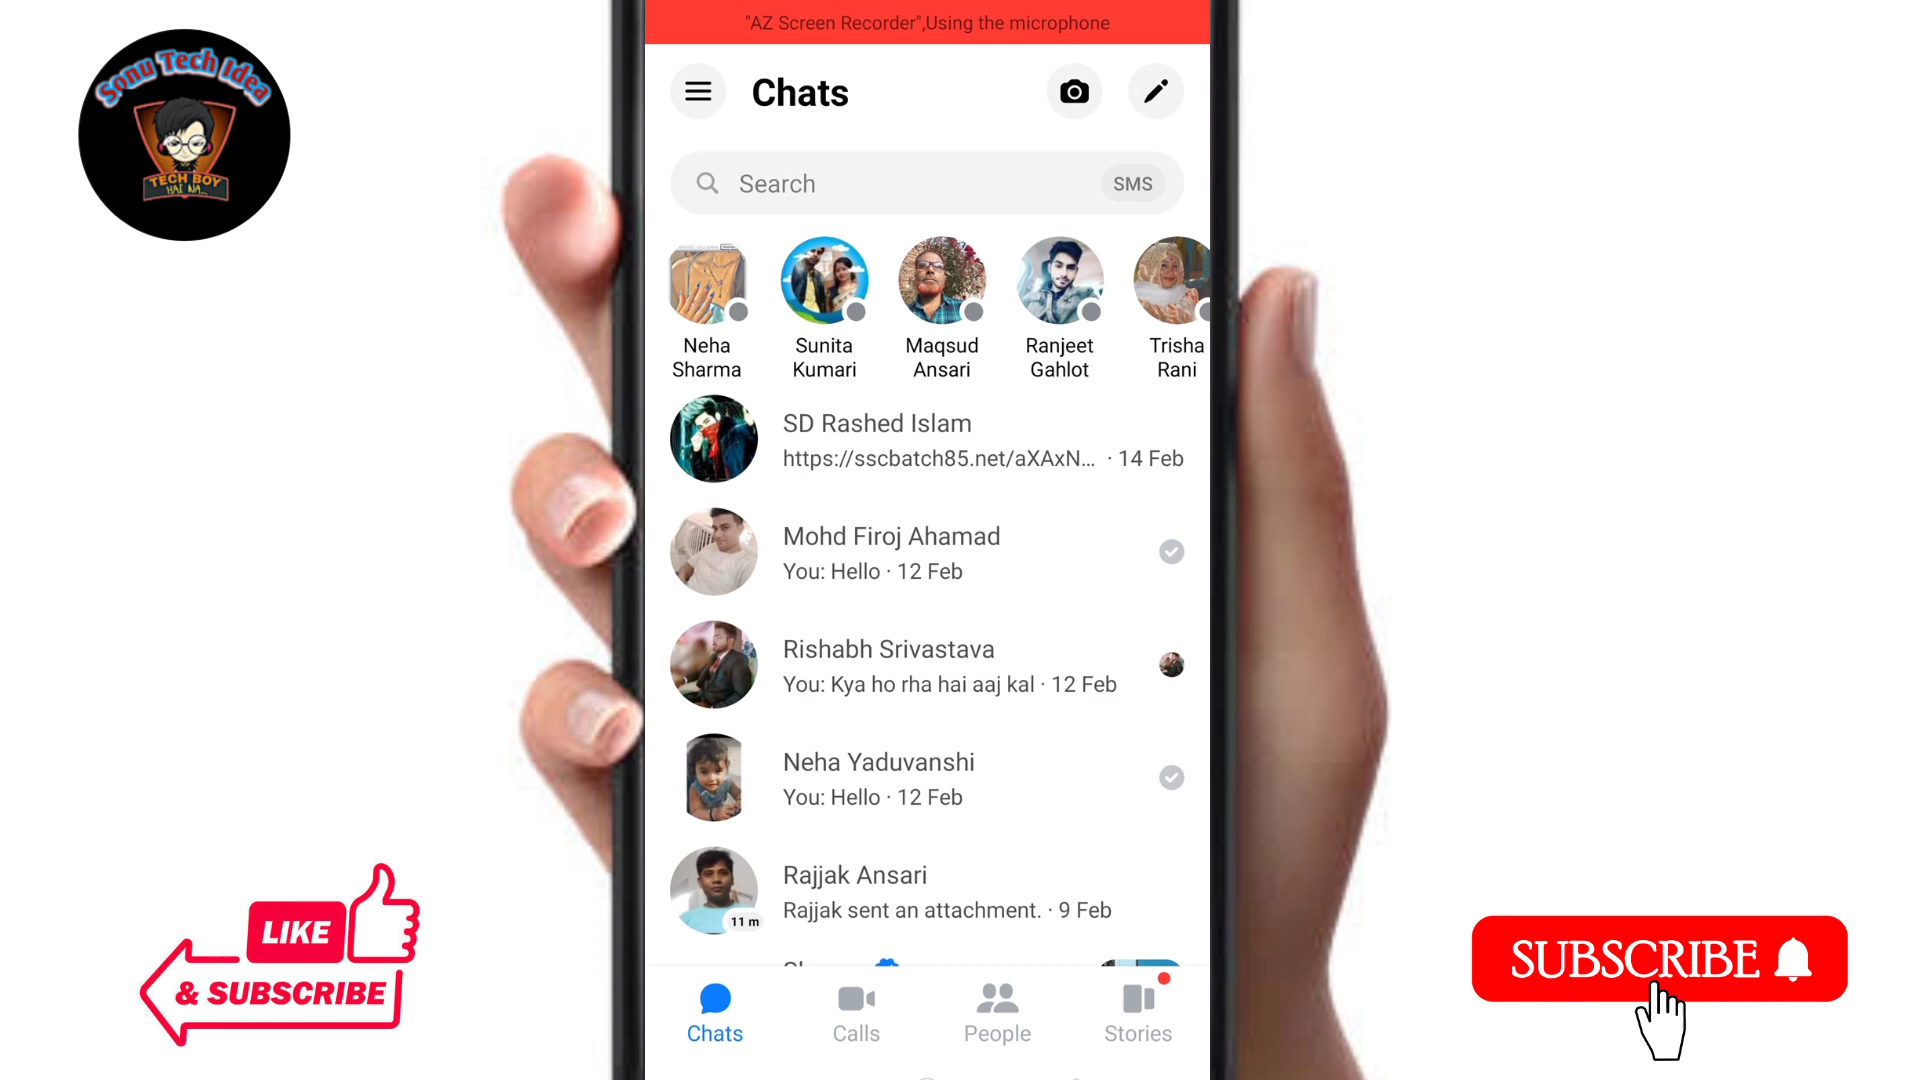 Sonu Tech Idea
TECH BOY
HAI NA...
"AZ Screen Recorder",Using the microphone
Chats
Search
SMS
Neha
Sharma
Sunita
Kumari
Maqsud
Ansari
Ranjeet
Gahlot
Trisha
Rani
SD Rashed Islam
https://sscbatch85.net/aXAxN... · 14 Feb
Mohd Firoj Ahamad
You: Hello · 12 Feb
Rishabh Srivastava
You: Kya ho rha hai aaj kal · 12 Feb
Neha Yaduvanshi
You: Hello · 12 Feb
Rajjak Ansari
Rajjak sent an attachment. · 9 Feb
11 m
Chats
Calls
People
Stories
LIKE
& SUBSCRIBE
SUBSCRIBE